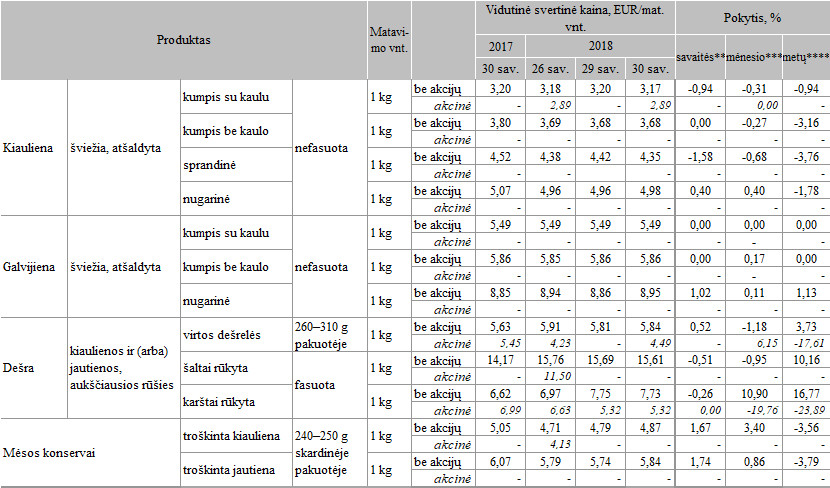 Produktas Matavi- mo vnt. Vidutinė svertinė kaina, EUR/mat. vnt. Pokytis, %
2017 2018 savaitės** mėnesio*** metų****
30 sav. 26 sav. 29 sav. 30 sav.
Kiauliena šviežia, atšaldyta kumpis su kaulu nefasuota 1 kg be akcijų 3,20 3,18 3,20 3,17 -0,94 -0,31 -0,94
akcinė - 2,89 - 2,89 - 0,00 -
kumpis be kaulo 1 kg be akcijų 3,80 3,69 3,68 3,68 0,00 -0,27 -3,16
akcinė - - - - - - -
sprandinė 1 kg be akcijų 4,52 4,38 4,42 4,35 -1,58 -0,68 -3,76
akcinė - - - - - - -
nugarinė 1 kg be akcijų 5,07 4,96 4,96 4,98 0,40 0,40 -1,78
akcinė - - - - - - -
Galvijiena šviežia, atšaldyta kumpis su kaulu nefasuota 1 kg be akcijų 5,49 5,49 5,49 5,49 0,00 0,00 0,00
akcinė - - - - - - -
kumpis be kaulo 1 kg be akcijų 5,86 5,85 5,86 5,86 0,00 0,17 0,00
akcinė - - - - - - -
nugarinė 1 kg be akcijų 8,85 8,94 8,86 8,95 1,02 0,11 1,13
akcinė - - - - - - -
Dešra kiaulienos ir (arba) jautienos, aukščiausios rūšies virtos dešrelės 260–310 g pakuotėje 1 kg be akcijų 5,63 5,91 5,81 5,84 0,52 -1,18 3,73
akcinė 5,45 4,23 - 4,49 - 6,15 -17,61
šaltai rūkyta fasuota 1 kg be akcijų 14,17 15,76 15,69 15,61 -0,51 -0,95 10,16
akcinė - 11,50 - - - - -
karštai rūkyta 1 kg be akcijų 6,62 6,97 7,75 7,73 -0,26 10,90 16,77
akcinė 6,99 6,63 5,32 5,32 0,00 -19,76 -23,89
Mėsos konservai troškinta kiauliena 240–250 g skardinėje pakuotėje 1 kg be akcijų 5,05 4,71 4,79 4,87 1,67 3,40 -3,56
akcinė - 4,13 - - - - -
troškinta jautiena 1 kg be akcijų 6,07 5,79 5,74 5,84 1,74 0,86 -3,79
akcinė - - - - - - -